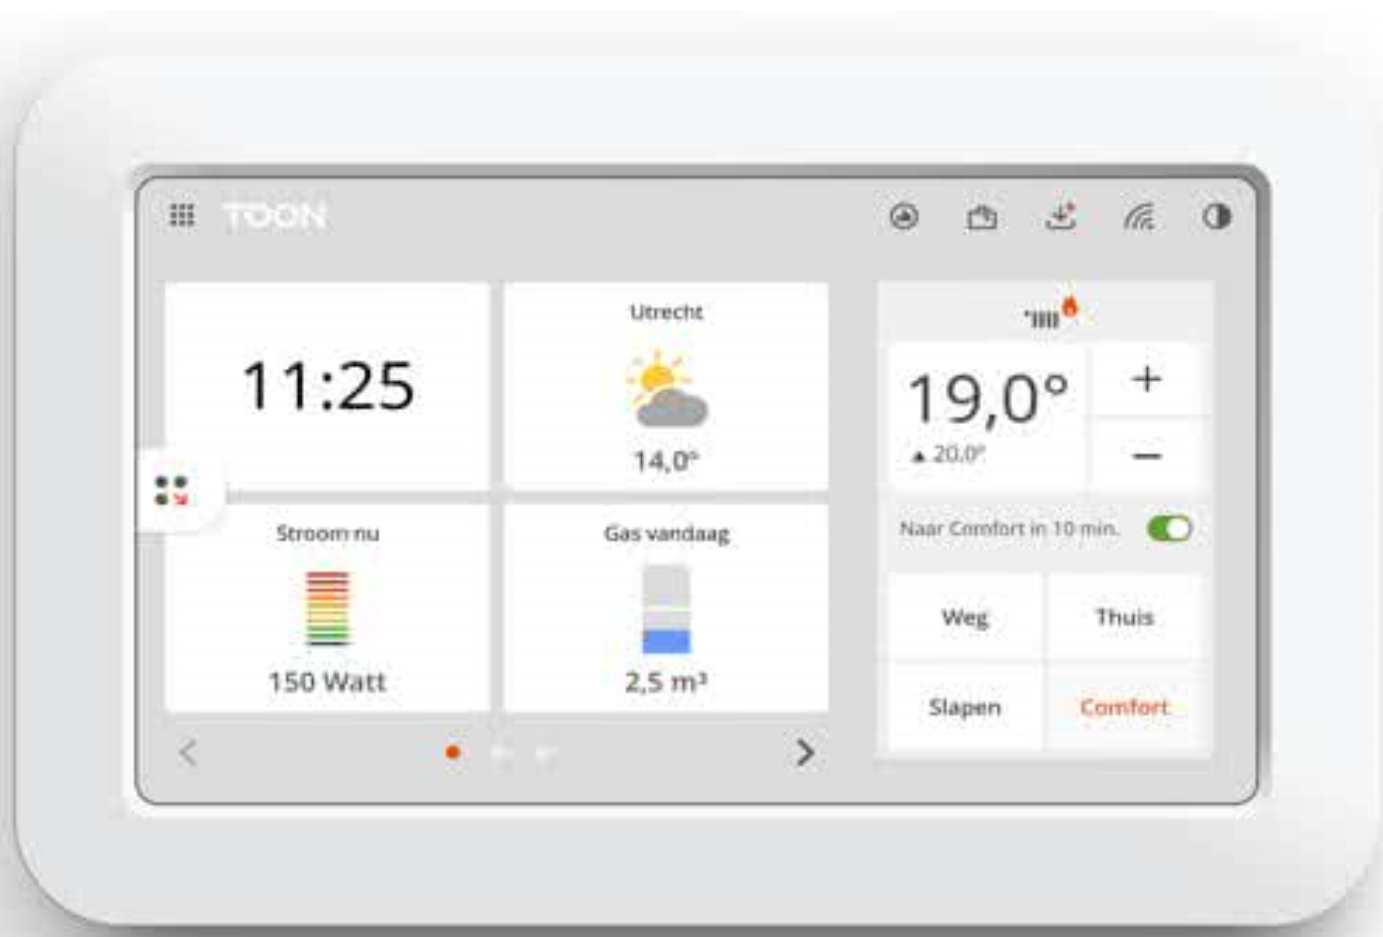 TOON
11:25
Utrecht
14,0°
Stroom nu
150 Watt
Gas vandaag
2,5 m³
19,0°
20,0°
Naar Comfort in 10 min.
Weg
Thuis
Slapen
Comfort